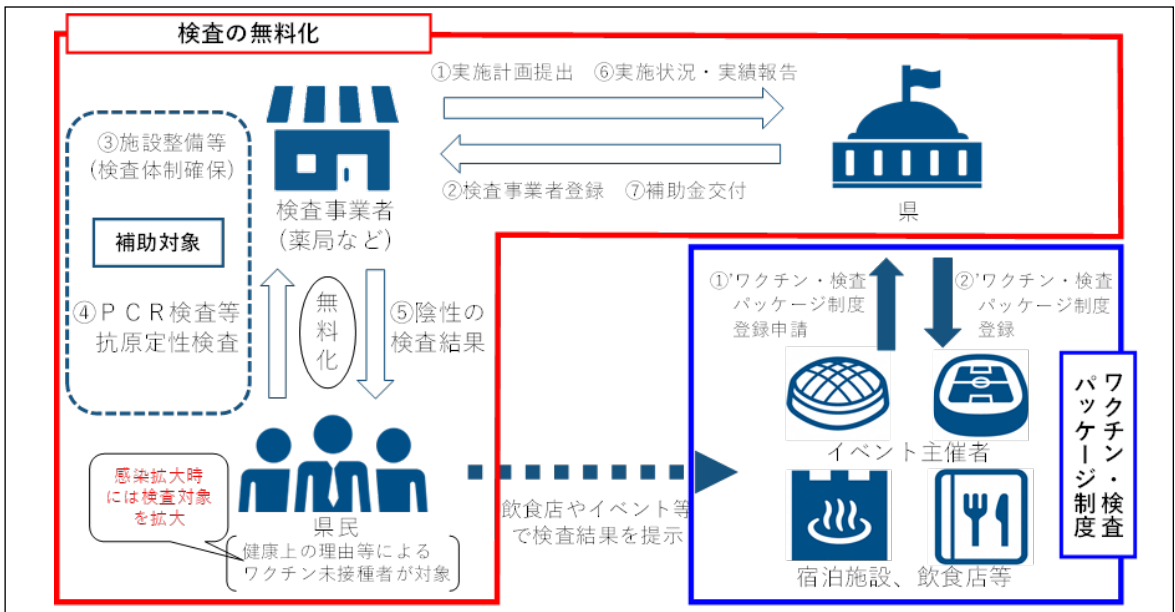 検査の無料化
①実施計画提出　⑥実施状況・実績報告
③施設整備等
(検査体制確保)
②検査事業者登録　⑦補助金交付
検査事業者
(薬局など)
県
補助対象
④ＰＣＲ検査等
抗原定性検査
無料化
⑤陰性の
検査結果
①'ワクチン・検査
パッケージ制度
登録申請
②'ワクチン・検査
パッケージ制度
登録
ワクチン・検査
パッケージ制度
イベント主催者
感染拡大時
には検査対象
を拡大
県民
健康上の理由等による
ワクチン未接種者が対象
飲食店やイベント等
で検査結果を提示
宿泊施設、飲食店等